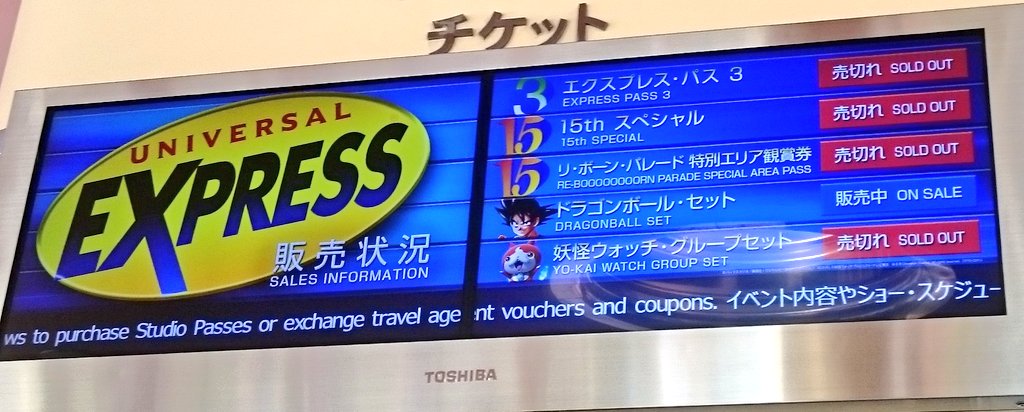 チケット
UNIVERSAL
EXPRESS
販売状況
SALES INFORMATION
3 エクスプレス・パス 3 売切れ SOLD OUT
EXPRESS PASS 3
15 15th スペシャル 売切れ SOLD OUT
15th SPECIAL
15 リ・ボーン・パレード 特別エリア観賞券 売切れ SOLD OUT
RE-BOOOOOOOOORN PARADE SPECIAL AREA PASS
ドラゴンボール・セット 販売中 ON SALE
DRAGONBALL SET
妖怪ウォッチ・グループセット 売切れ SOLD OUT
YO-KAI WATCH GROUP SET
ws to purchase Studio Passes or exchange travel age nt vouchers and coupons. イベント内容やショー・スケジュー
TOSHIBA